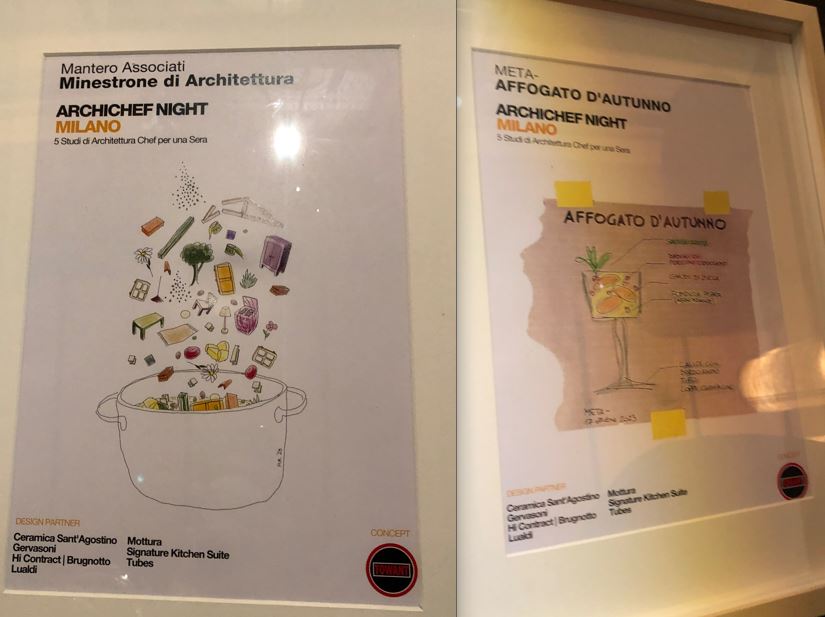 Mantero Associati
Minestrone di Architettura
ARCHICHEF NIGHT
MILANO
5 Studi di Architettura Chef per una Sera
DESIGN PARTNER
Ceramica Sant'Agostino
Gervasoni
Hi Contract | Brugnotto
Lualdi
Mottura
Signature Kitchen Suite
Tubes
CONCEPT
TOWANT
META-
AFFOGATO D'AUTUNNO
ARCHICHEF NIGHT
MILANO
5 Studi di Architettura Chef per una Sera
AFFOGATO D'AUTUNNO
META-
DESIGN PARTNER
Ceramica Sant'Agostino
Gervasoni
Hi Contract | Brugnotto
Lualdi
Mottura
Signature Kitchen Suite
Tubes
CONCEPT
TOWANT